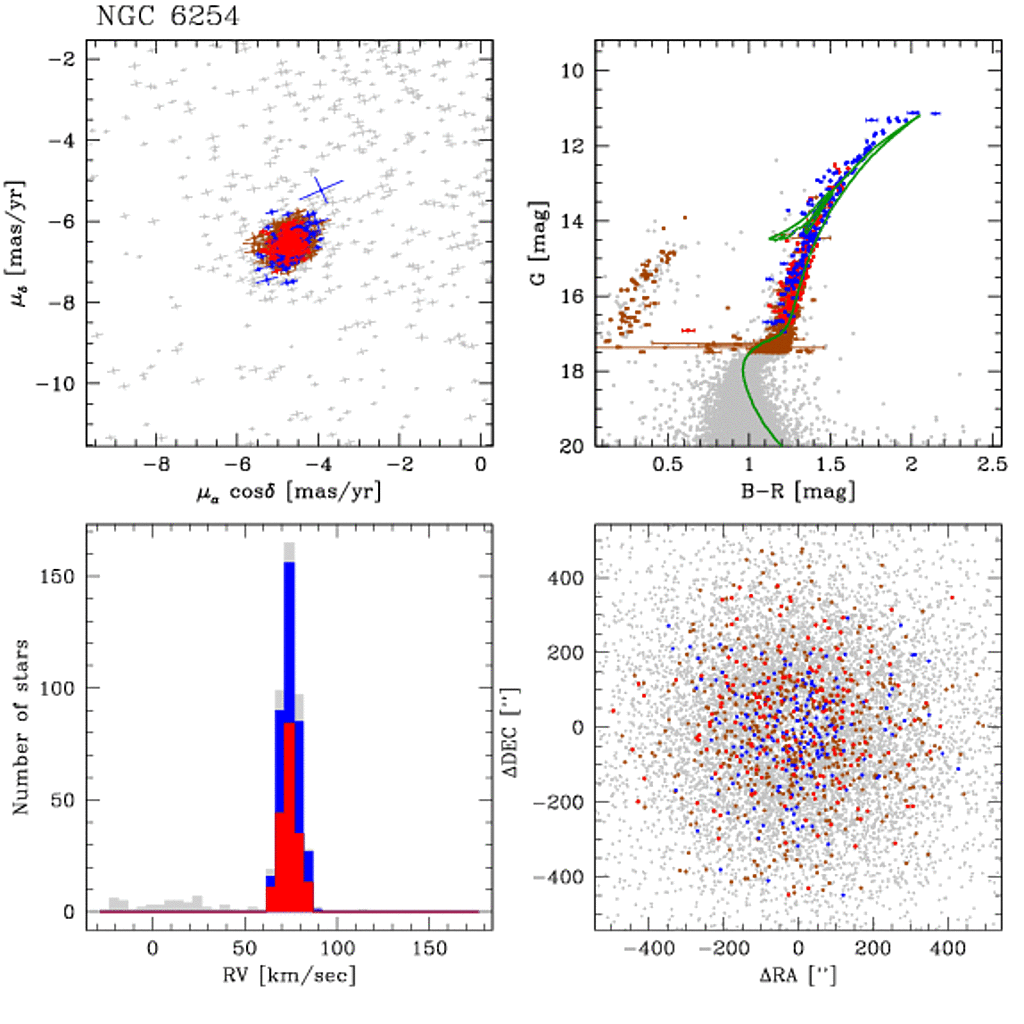 NGC 6254
−2
−4
−6
−8
−10
μδ [mas/yr]
−8 −6 −4 −2 0
μα cosδ [mas/yr]
10
12
14
16
18
20
G [mag]
0.5 1 1.5 2 2.5
B−R [mag]
150
100
50
0
Number of stars
0 50 100 150
RV [km/sec]
400
200
0
−200
−400
ΔDEC ["]
−400 −200 0 200 400
ΔRA ["]